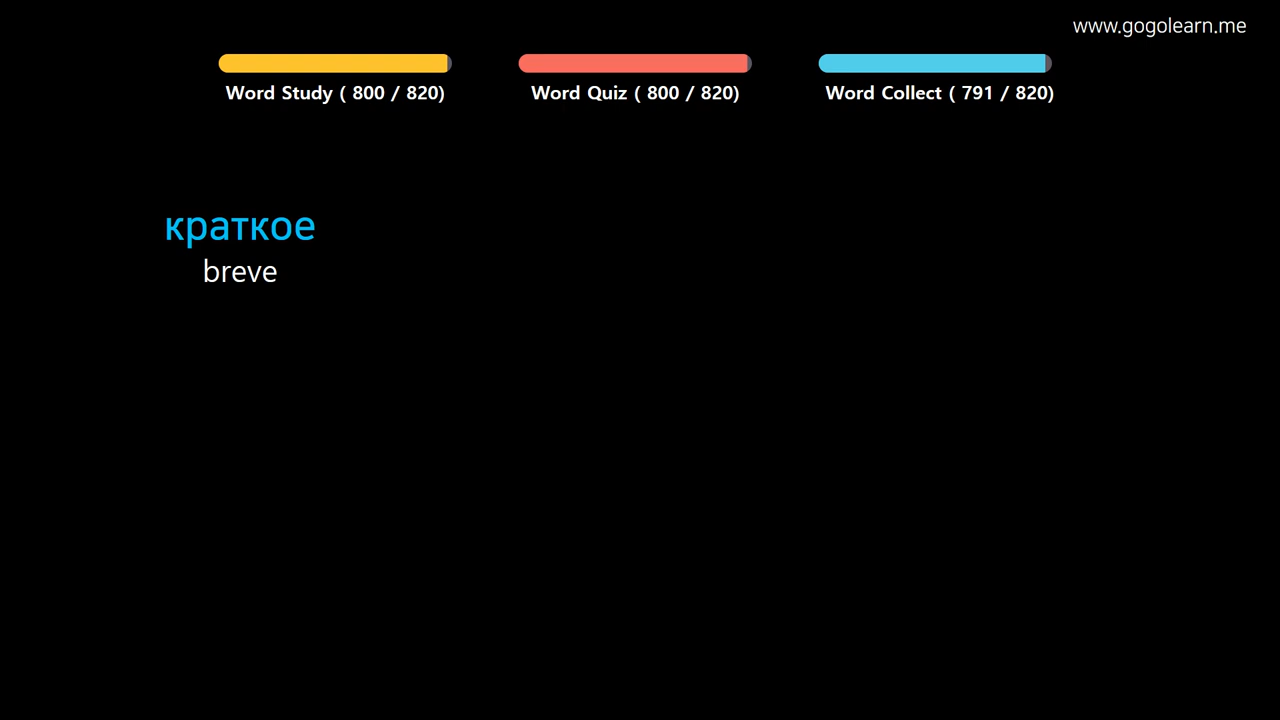 www.gogolearn.me
Word Study ( 800 / 820)
Word Quiz ( 800 / 820)
Word Collect ( 791 / 820)
краткое
breve